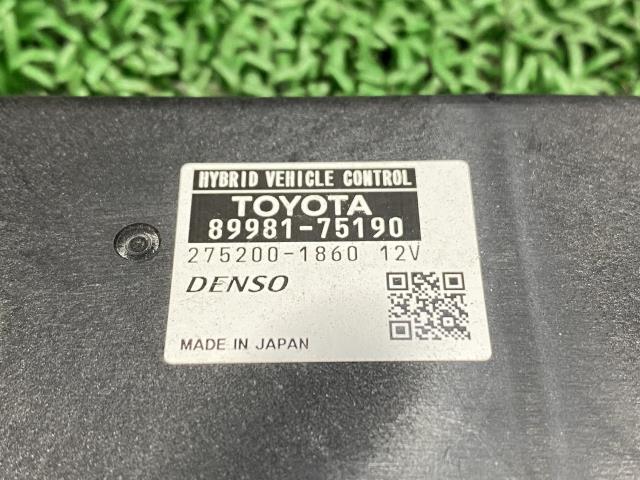 HYBRID VEHICLE CONTROL
TOYOTA
89981-75190
275200-1860 12V
DENSO
MADE IN JAPAN